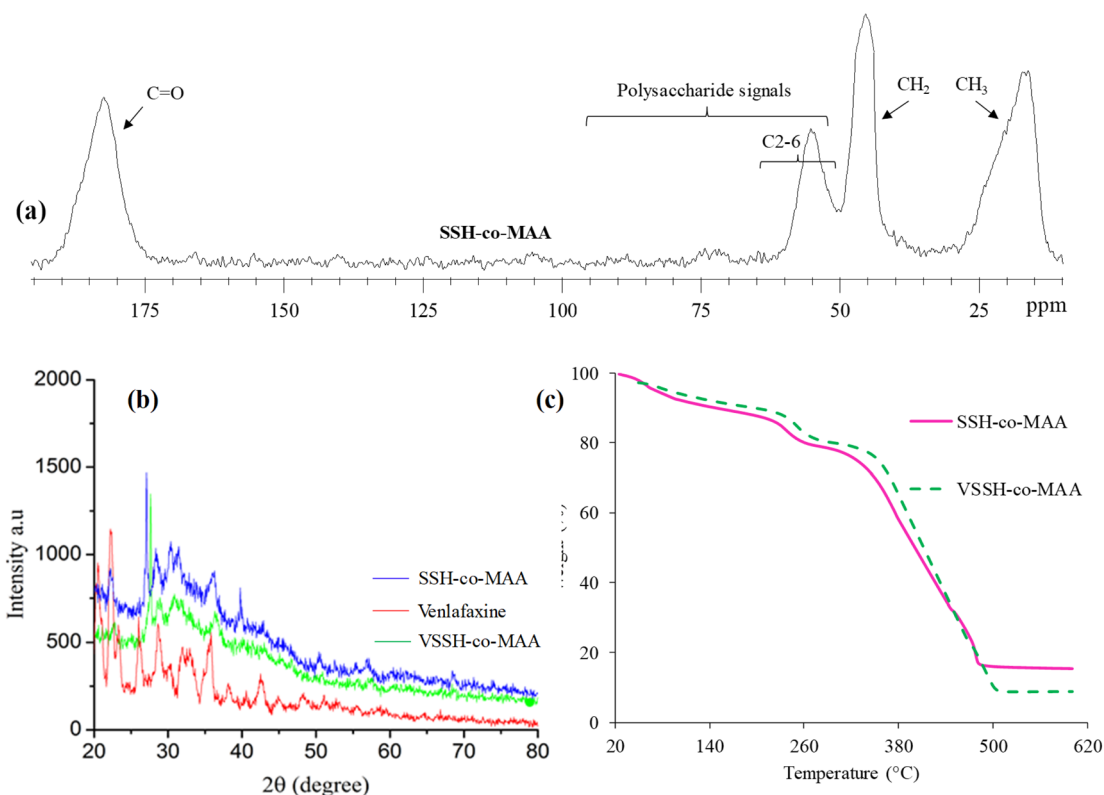 C=O
Polysaccharide signals
CH₂
CH₃
C2-6
(a)
SSH-co-MAA
175 150 125 100 75 50 25 ppm
(b)
2000
1500
1000
500
0
Intensity a.u
SSH-co-MAA
Venlafaxine
VSSH-co-MAA
20 30 40 50 60 70 80
2θ (degree)
(c)
100
80
60
40
20
0
SSH-co-MAA
VSSH-co-MAA
20 140 260 380 500 620
Temperature (°C)